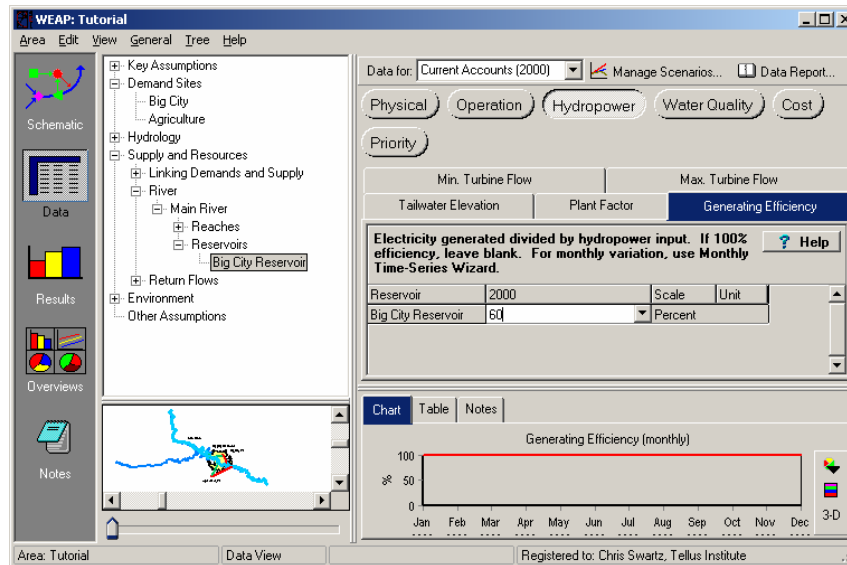 WEAP: Tutorial
Area Edit View General Tree Help
Schematic
Data
Results
Overviews
Notes
Key Assumptions
Demand Sites
Big City
Agriculture
Hydrology
Supply and Resources
Linking Demands and Supply
River
Main River
Reaches
Reservoirs
Big City Reservoir
Return Flows
Environment
Other Assumptions
Data for: Current Accounts (2000) Manage Scenarios... Data Report...
Physical Operation Hydropower Water Quality Cost
Priority
Min. Turbine Flow Max. Turbine Flow
Tailwater Elevation Plant Factor Generating Efficiency
Electricity generated divided by hydropower input. If 100%
efficiency, leave blank. For monthly variation, use Monthly
Time-Series Wizard.
? Help
Reservoir 2000 Scale Unit
Big City Reservoir 60 Percent
Chart Table Notes
Generating Efficiency (monthly)
100
50
0
%
Jan Feb Mar Apr May Jun Jul Aug Sep Oct Nov Dec
3-D
Area: Tutorial Data View Registered to: Chris Swartz, Tellus Institute